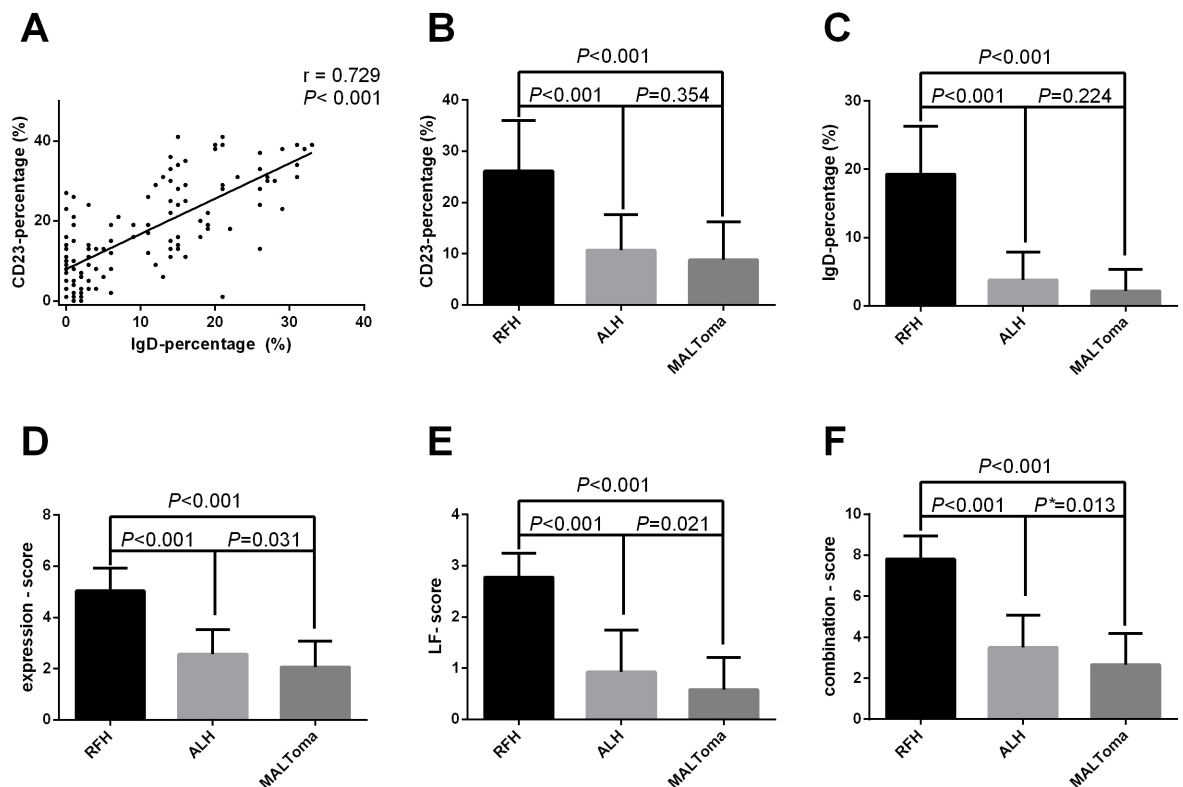 A
r = 0.729
P< 0.001
CD23-percentage (%)
40
20
0
0 10 20 30 40
IgD-percentage (%)
B
P<0.001
P<0.001 P=0.354
CD23-percentage (%)
40
30
20
10
0
RFH ALH MALToma
C
P<0.001
P<0.001 P=0.224
IgD-percentage (%)
30
20
10
0
RFH ALH MALToma
D
P<0.001
P<0.001 P=0.031
expression - score
8
6
4
2
0
RFH ALH MALToma
E
P<0.001
P<0.001 P=0.021
LF- score
4
3
2
1
0
RFH ALH MALToma
F
P<0.001
P<0.001 P*=0.013
combination - score
10
8
6
4
2
0
RFH ALH MALToma